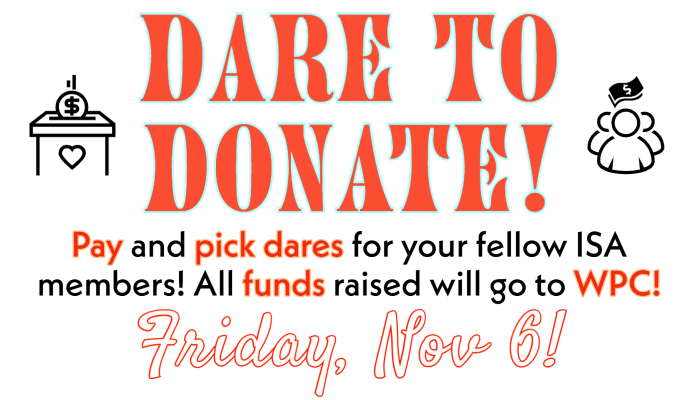 DARE TO
DONATE!
Pay and pick dares for your fellow ISA
members! All funds raised will go to WPC!
Friday, Nov 6!
$
$